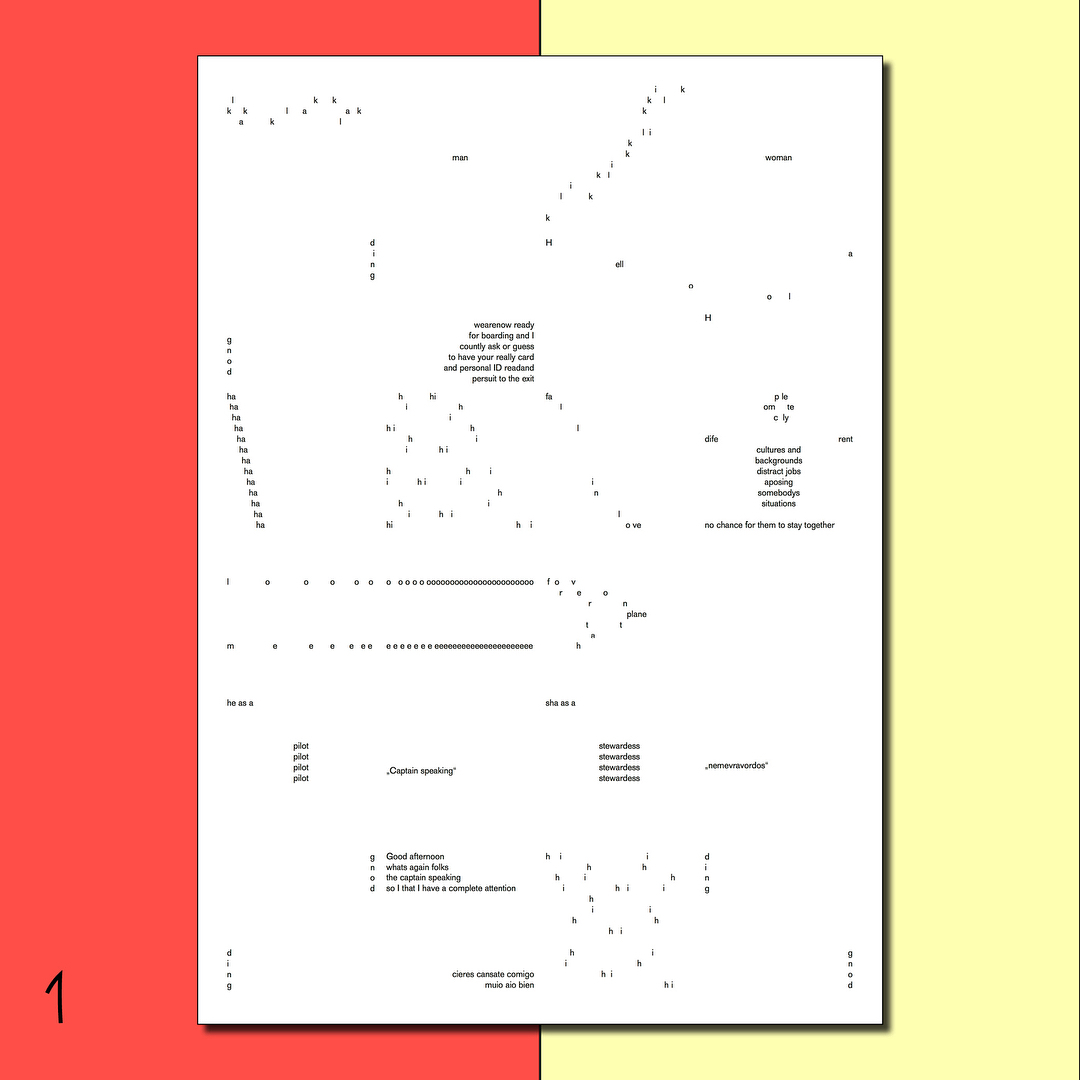 i k
l k k k l
k k l a a k k
a k l
l i
k
k
man woman
i
k l
i
l k
k
d H
i a
n ell
g
o
o l
H
wearenow ready
for boarding and I
g
countly ask or guess
n
to have your really card
o
and personal ID readand
d
persuit to the exit
ha h hi fa p le
ha i h l om te
ha i c ly
ha h i h l
ha h i dife rent
ha i h i cultures and
ha backgrounds
ha h h i distract jobs
ha i h i i i aposing
ha h n somebodys
ha h i situations
ha i h i l
ha hi h i o ve no chance for them to stay together
l o o o o o o o o o o ooooooooooooooooooooooo f o v
r e o
r n
plane
t t
a
m e e e e e e e e e e e e e eeeeeeeeeeeeeeeeeeeee h
he as a sha as a
pilot stewardess
pilot stewardess
pilot „Captain speaking“ stewardess „nemevravordos“
pilot stewardess
g Good afternoon h i i d
n whats again folks h h i
o the captain speaking h i h n
d so I that I have a complete attention i h i i g
h
i i
h h
h i
d h i g
i i h n
n cieres cansate comigo h i o
g muio aio bien h i d
1